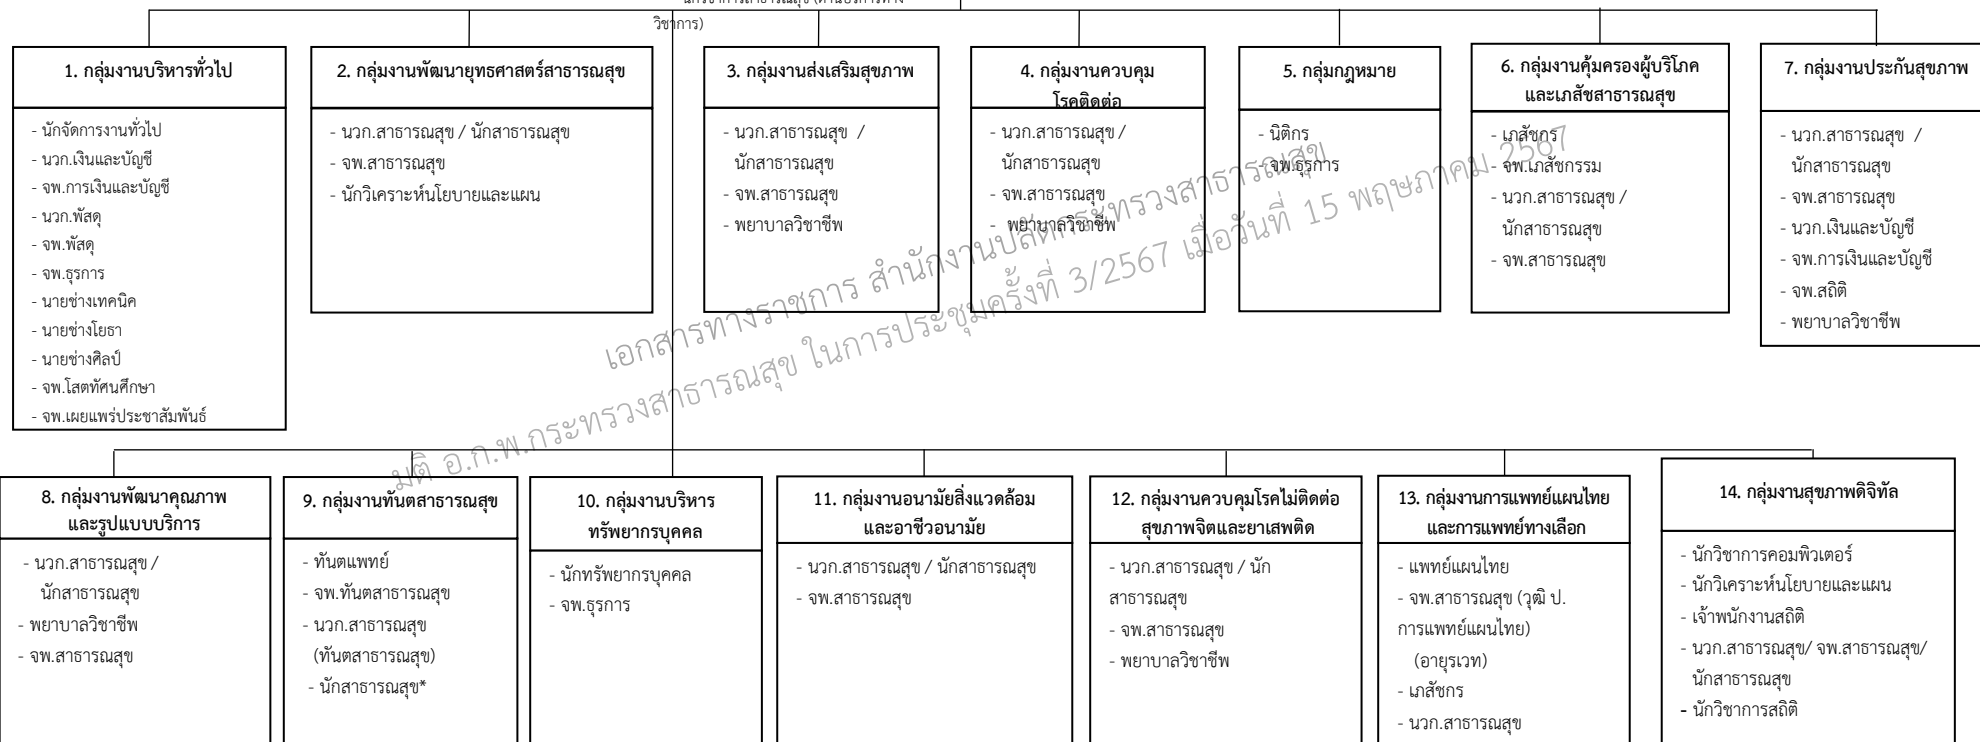 วิชาการ)
1. กลุ่มงานบริหารทั่วไป
- นักจัดการงานทั่วไป
- นวก.เงินและบัญชี
- จพ.การเงินและบัญชี
- นวก.พัสดุ
- จพ.พัสดุ
- จพ.ธุรการ
- นายช่างเทคนิค
- นายช่างโยธา
- นายช่างศิลป์
- จพ.โสตทัศนศึกษา
- จพ.เผยแพร่ประชาสัมพันธ์
2. กลุ่มงานพัฒนายุทธศาสตร์สาธารณสุข
- นวก.สาธารณสุข / นักสาธารณสุข
- จพ.สาธารณสุข
- นักวิเคราะห์นโยบายและแผน
3. กลุ่มงานส่งเสริมสุขภาพ
- นวก.สาธารณสุข /
นักสาธารณสุข
- จพ.สาธารณสุข
- พยาบาลวิชาชีพ
4. กลุ่มงานควบคุม
โรคติดต่อ
- นวก.สาธารณสุข /
นักสาธารณสุข
- จพ.สาธารณสุข
- พยาบาลวิชาชีพ
5. กลุ่มกฎหมาย
- นิติกร
- จพ.ธุรการ
6. กลุ่มงานคุ้มครองผู้บริโภค
และเภสัชสาธารณสุข
- เภสัชกร
- จพ.เภสัชกรรม
- นวก.สาธารณสุข /
นักสาธารณสุข
- จพ.สาธารณสุข
7. กลุ่มงานประกันสุขภาพ
- นวก.สาธารณสุข /
นักสาธารณสุข
- จพ.สาธารณสุข
- นวก.เงินและบัญชี
- จพ.การเงินและบัญชี
- จพ.สถิติ
- พยาบาลวิชาชีพ
เอกสารทางราชการ สำนักงานปลัดกระทรวงสาธารณสุข
มติ อ.ก.พ.กระทรวงสาธารณสุข ในการประชุมครั้งที่ 3/2567 เมื่อวันที่ 15 พฤษภาคม 2567
8. กลุ่มงานพัฒนาคุณภาพ
และรูปแบบบริการ
- นวก.สาธารณสุข /
นักสาธารณสุข
- พยาบาลวิชาชีพ
- จพ.สาธารณสุข
9. กลุ่มงานทันตสาธารณสุข
- ทันตแพทย์
- จพ.ทันตสาธารณสุข
- นวก.สาธารณสุข
(ทันตสาธารณสุข)
- นักสาธารณสุข*
10. กลุ่มงานบริหาร
ทรัพยากรบุคคล
- นักทรัพยากรบุคคล
- จพ.ธุรการ
11. กลุ่มงานอนามัยสิ่งแวดล้อม
และอาชีวอนามัย
- นวก.สาธารณสุข / นักสาธารณสุข
- จพ.สาธารณสุข
12. กลุ่มงานควบคุมโรคไม่ติดต่อ
สุขภาพจิตและยาเสพติด
- นวก.สาธารณสุข / นัก
สาธารณสุข
- จพ.สาธารณสุข
- พยาบาลวิชาชีพ
13. กลุ่มงานการแพทย์แผนไทย
และการแพทย์ทางเลือก
- แพทย์แผนไทย
- จพ.สาธารณสุข (วุฒิ ป.
การแพทย์แผนไทย)
(อายุรเวท)
- เภสัชกร
- นวก.สาธารณสุข
14. กลุ่มงานสุขภาพดิจิทัล
- นักวิชาการคอมพิวเตอร์
- นักวิเคราะห์นโยบายและแผน
- เจ้าพนักงานสถิติ
- นวก.สาธารณสุข/ จพ.สาธารณสุข/
นักสาธารณสุข
- นักวิชาการสถิติ